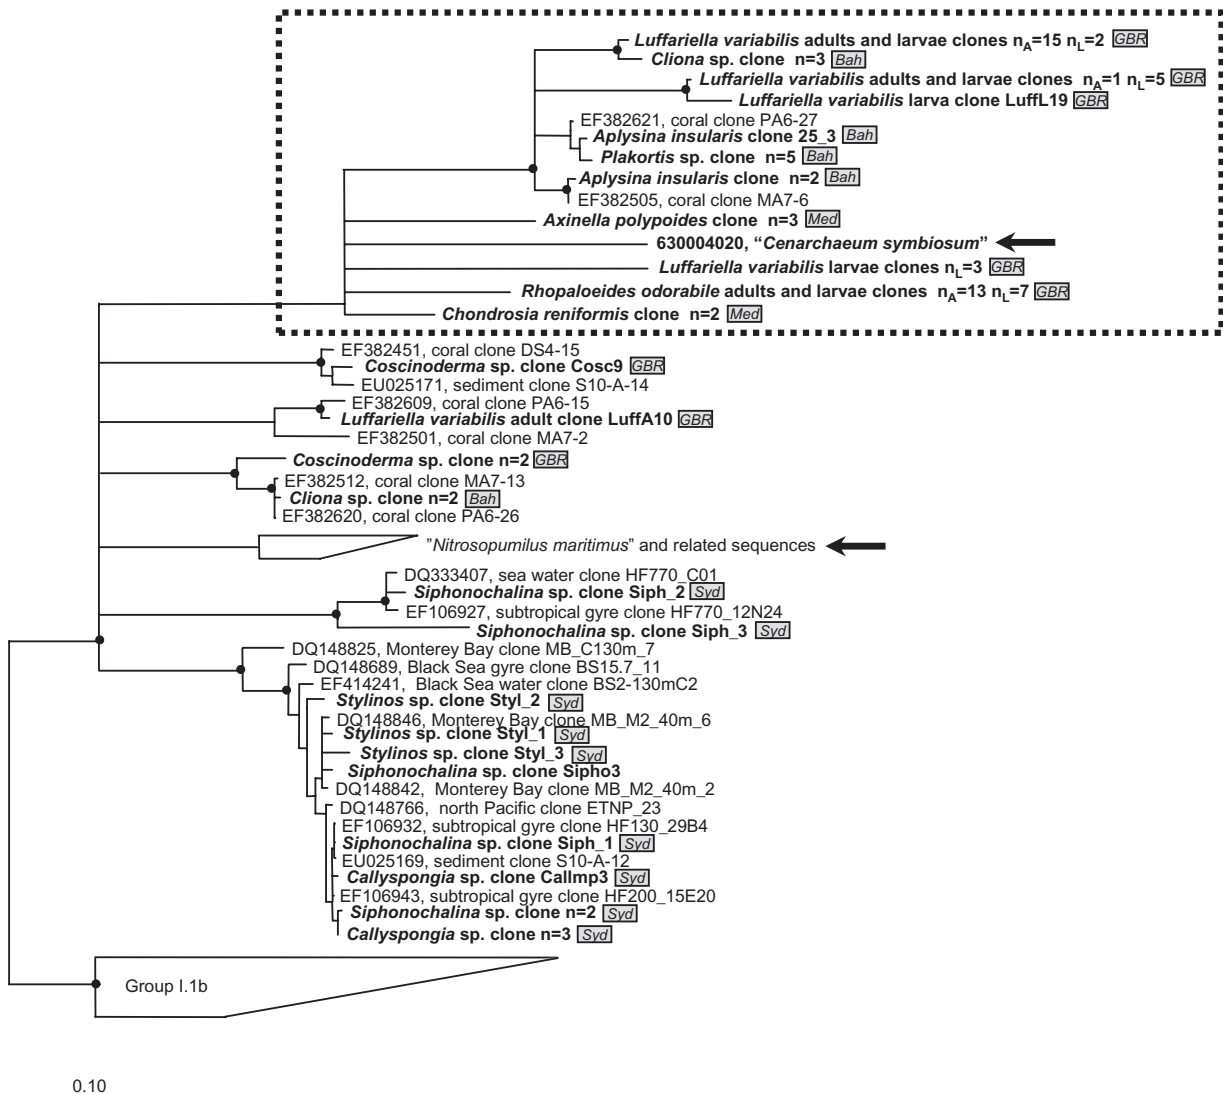 Luffariella variabilis adults and larvae clones nA=15 nL=2 GBR
Cliona sp. clone n=3 Bah
Luffariella variabilis adults and larvae clones nA=1 nL=5 GBR
Luffariella variabilis larva clone LuffL19 GBR
EF382621, coral clone PA6-27
Aplysina insularis clone 25_3 Bah
Plakortis sp. clone n=5 Bah
Aplysina insularis clone n=2 Bah
EF382505, coral clone MA7-6
Axinella polypoides clone n=3 Med
630004020, “Cenarchaeum symbiosum”
Luffariella variabilis larvae clones nL=3 GBR
Rhopaloeides odorabile adults and larvae clones nA=13 nL=7 GBR
Chondrosia reniformis clone n=2 Med
EF382451, coral clone DS4-15
Coscinoderma sp. clone Cosc9 GBR
EU025171, sediment clone S10-A-14
EF382609, coral clone PA6-15
Luffariella variabilis adult clone LuffA10 GBR
EF382501, coral clone MA7-2
Coscinoderma sp. clone n=2 GBR
EF382512, coral clone MA7-13
Cliona sp. clone n=2 Bah
EF382620, coral clone PA6-26
”Nitrosopumilus maritimus” and related sequences
DQ333407, sea water clone HF770_C01
Siphonochalina sp. clone Siph_2 Syd
EF106927, subtropical gyre clone HF770_12N24
Siphonochalina sp. clone Siph_3 Syd
DQ148825, Monterey Bay clone MB_C130m_7
DQ148689, Black Sea gyre clone BS15.7_11
EF414241, Black Sea water clone BS2-130mC2
Stylinos sp. clone Styl_2 Syd
DQ148846, Monterey Bay clone MB_M2_40m_6
Stylinos sp. clone Styl_1 Syd
Stylinos sp. clone Styl_3 Syd
Siphonochalina sp. clone Sipho3
DQ148842, Monterey Bay clone MB_M2_40m_2
DQ148766, north Pacific clone ETNP_23
EF106932, subtropical gyre clone HF130_29B4
Siphonochalina sp. clone Siph_1 Syd
EU025169, sediment clone S10-A-12
Callyspongia sp. clone Callmp3 Syd
EF106943, subtropical gyre clone HF200_15E20
Siphonochalina sp. clone n=2 Syd
Callyspongia sp. clone n=3 Syd
Group I.1b
0.10